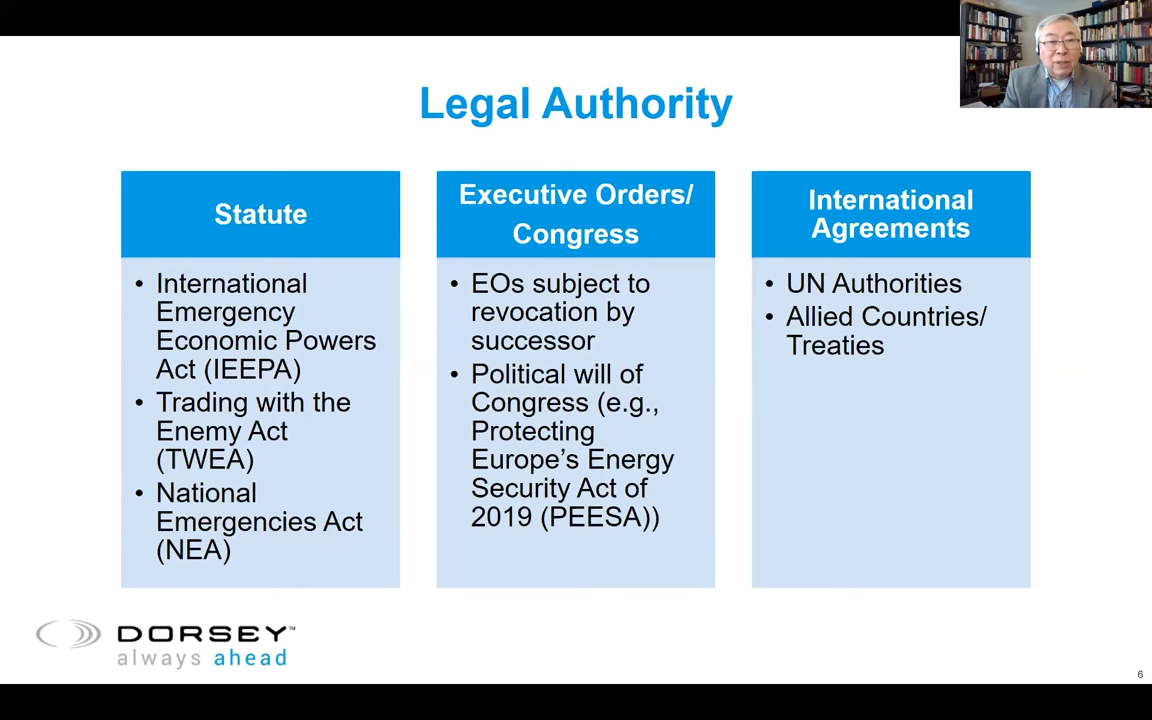 Legal Authority
Statute
• International
Emergency
Economic Powers
Act (IEEPA)
• Trading with the
Enemy Act
(TWEA)
• National
Emergencies Act
(NEA)
Executive Orders/
Congress
• EOs subject to
revocation by
successor
• Political will of
Congress (e.g.,
Protecting
Europe’s Energy
Security Act of
2019 (PEESA))
International
Agreements
• UN Authorities
• Allied Countries/
Treaties
DORSEY™
always ahead
6